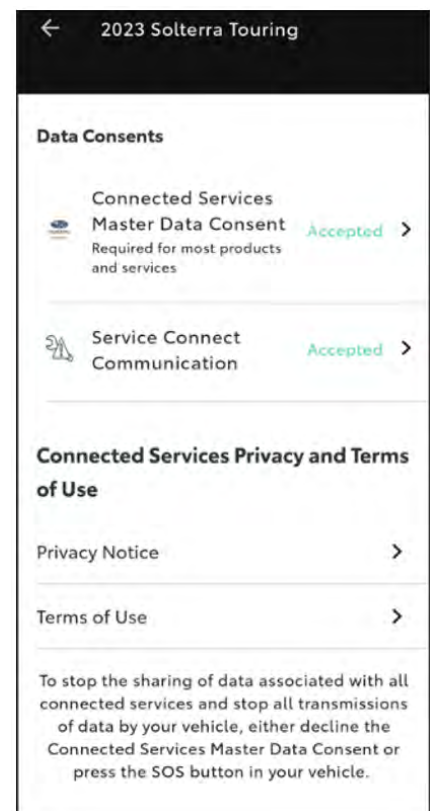 2023 Solterra Touring
Data Consents
Connected Services
Master Data Consent
Required for most products
and services
Accepted
Service Connect
Communication
Accepted
Connected Services Privacy and Terms
of Use
Privacy Notice
Terms of Use
To stop the sharing of data associated with all
connected services and stop all transmissions
of data by your vehicle, either decline the
Connected Services Master Data Consent or
press the SOS button in your vehicle.